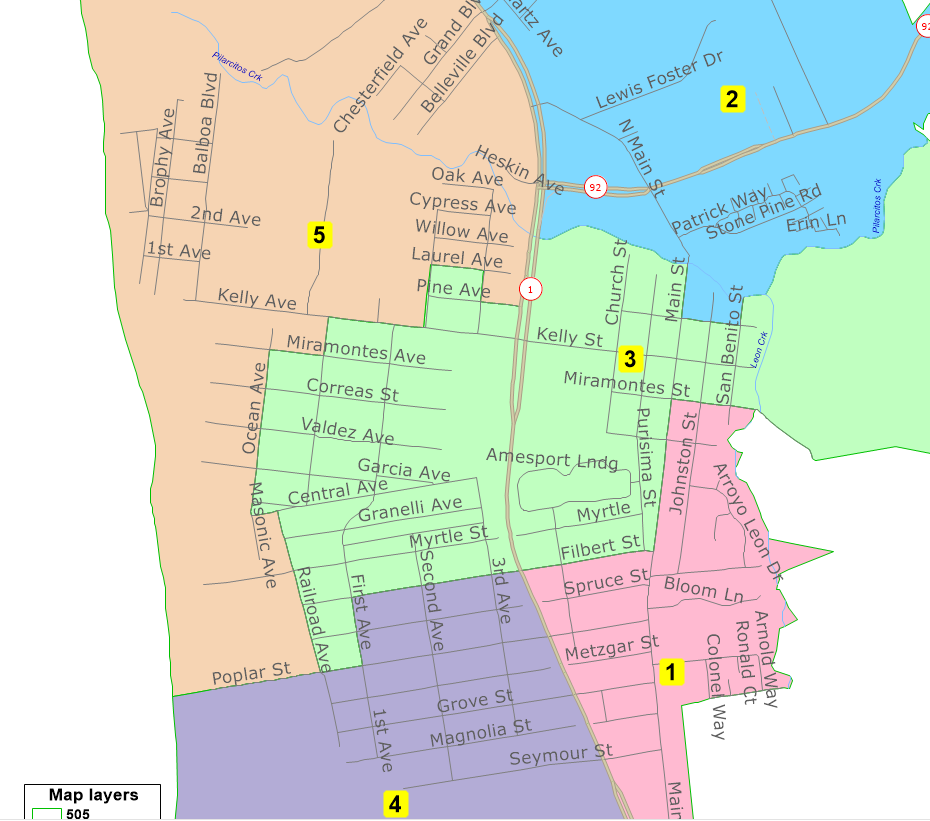 artz Ave
Grand Bl
Chesterfield Ave
Belleville Blvd
92
Pilarcitos Crk
Lewis Foster Dr
2
Brophy Ave
Balboa Blvd
N Main St
Heskin Ave
Oak Ave
92
Cypress Ave
Patrick Way
Stone Pine Rd
Erin Ln
Pilarcitos Crk
2nd Ave
5
Willow Ave
1st Ave
Laurel Ave
Church St
Main St
Pine Ave
1
Kelly Ave
San Benito St
Kelly St
Leon Crk
Miramontes Ave
3
Correas St
Miramontes St
Ocean Ave
Valdez Ave
Purisima St
Johnston St
Garcia Ave
Amesport Lndg
Arroyo Leon Dr
Central Ave
Masonic Ave
Granelli Ave
Myrtle
Myrtle St
Filbert St
Railroad Ave
First Ave
Second Ave
3rd Ave
Spruce St
Bloom Ln
Arnold Way
Ronald Ct
Colonel Way
Metzgar St
Poplar St
1
Grove St
1st Ave
Magnolia St
Seymour St
Main
4
Map layers
505